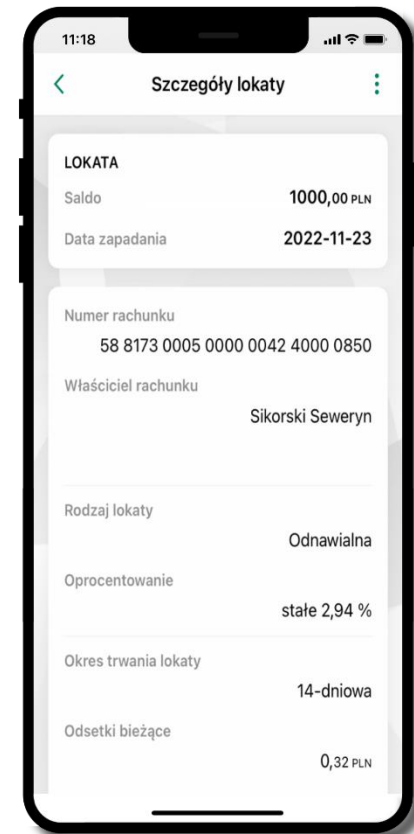 11:18
Szczegóły lokaty
LOKATA
Saldo 1000,00 PLN
Data zapadania 2022-11-23
Numer rachunku
58 8173 0005 0000 0042 4000 0850
Właściciel rachunku
Sikorski Seweryn
Rodzaj lokaty
Odnawialna
Oprocentowanie
stałe 2,94 %
Okres trwania lokaty
14-dniowa
Odsetki bieżące
0,32 PLN